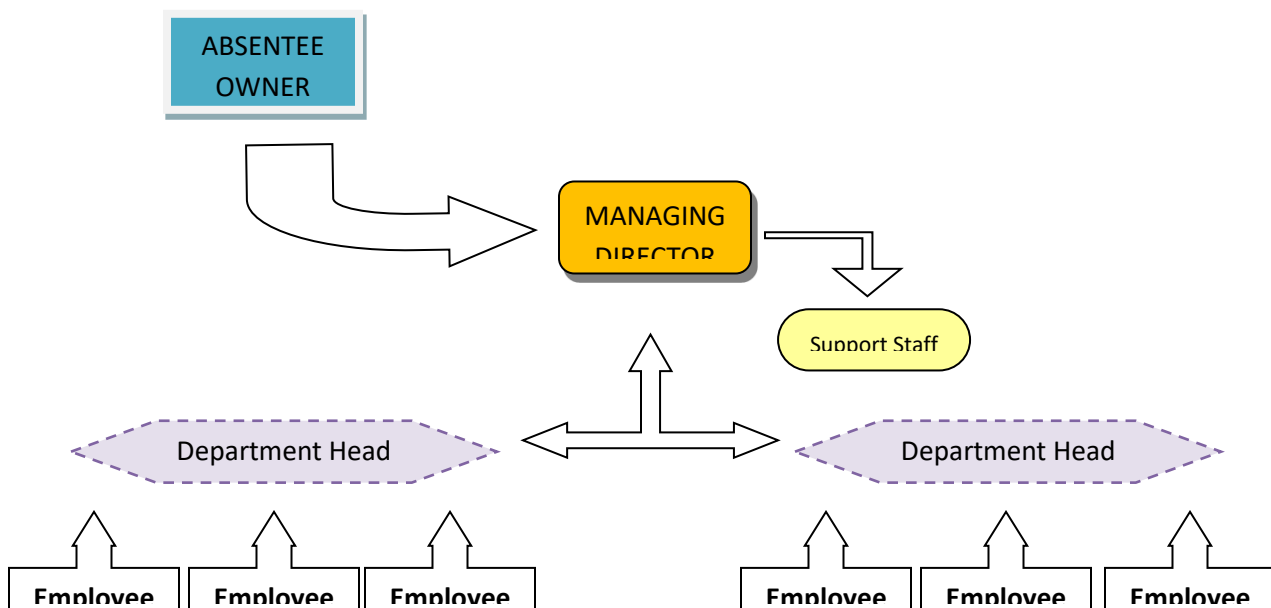 ABSENTEE
OWNER
MANAGING
DIRECTOR
Support Staff
Department Head
Department Head
Employee
Employee
Employee
Employee
Employee
Employee